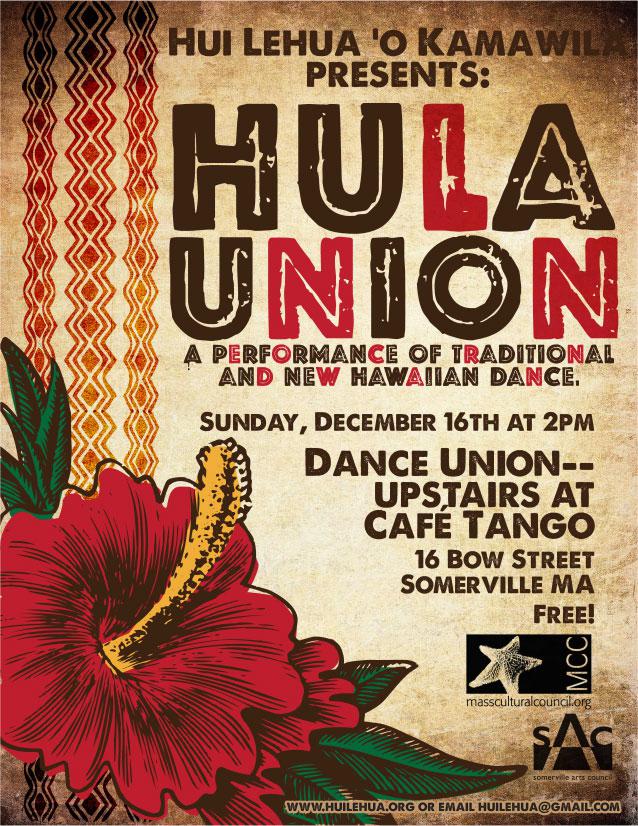 Hui Lehua 'o Kamawila
presents:
HULA
UNION
A PERFORMANCE OF TRADITIONAL
AND NEW HAWAIIAN DANCE.
Sunday, December 16th at 2pm
Dance Union--
upstairs at
Café Tango
16 Bow Street
Somerville MA
Free!
MCC
massculturalcouncil.org
SAC
somerville arts council
www.huilehua.org or email huilehua@gmail.com